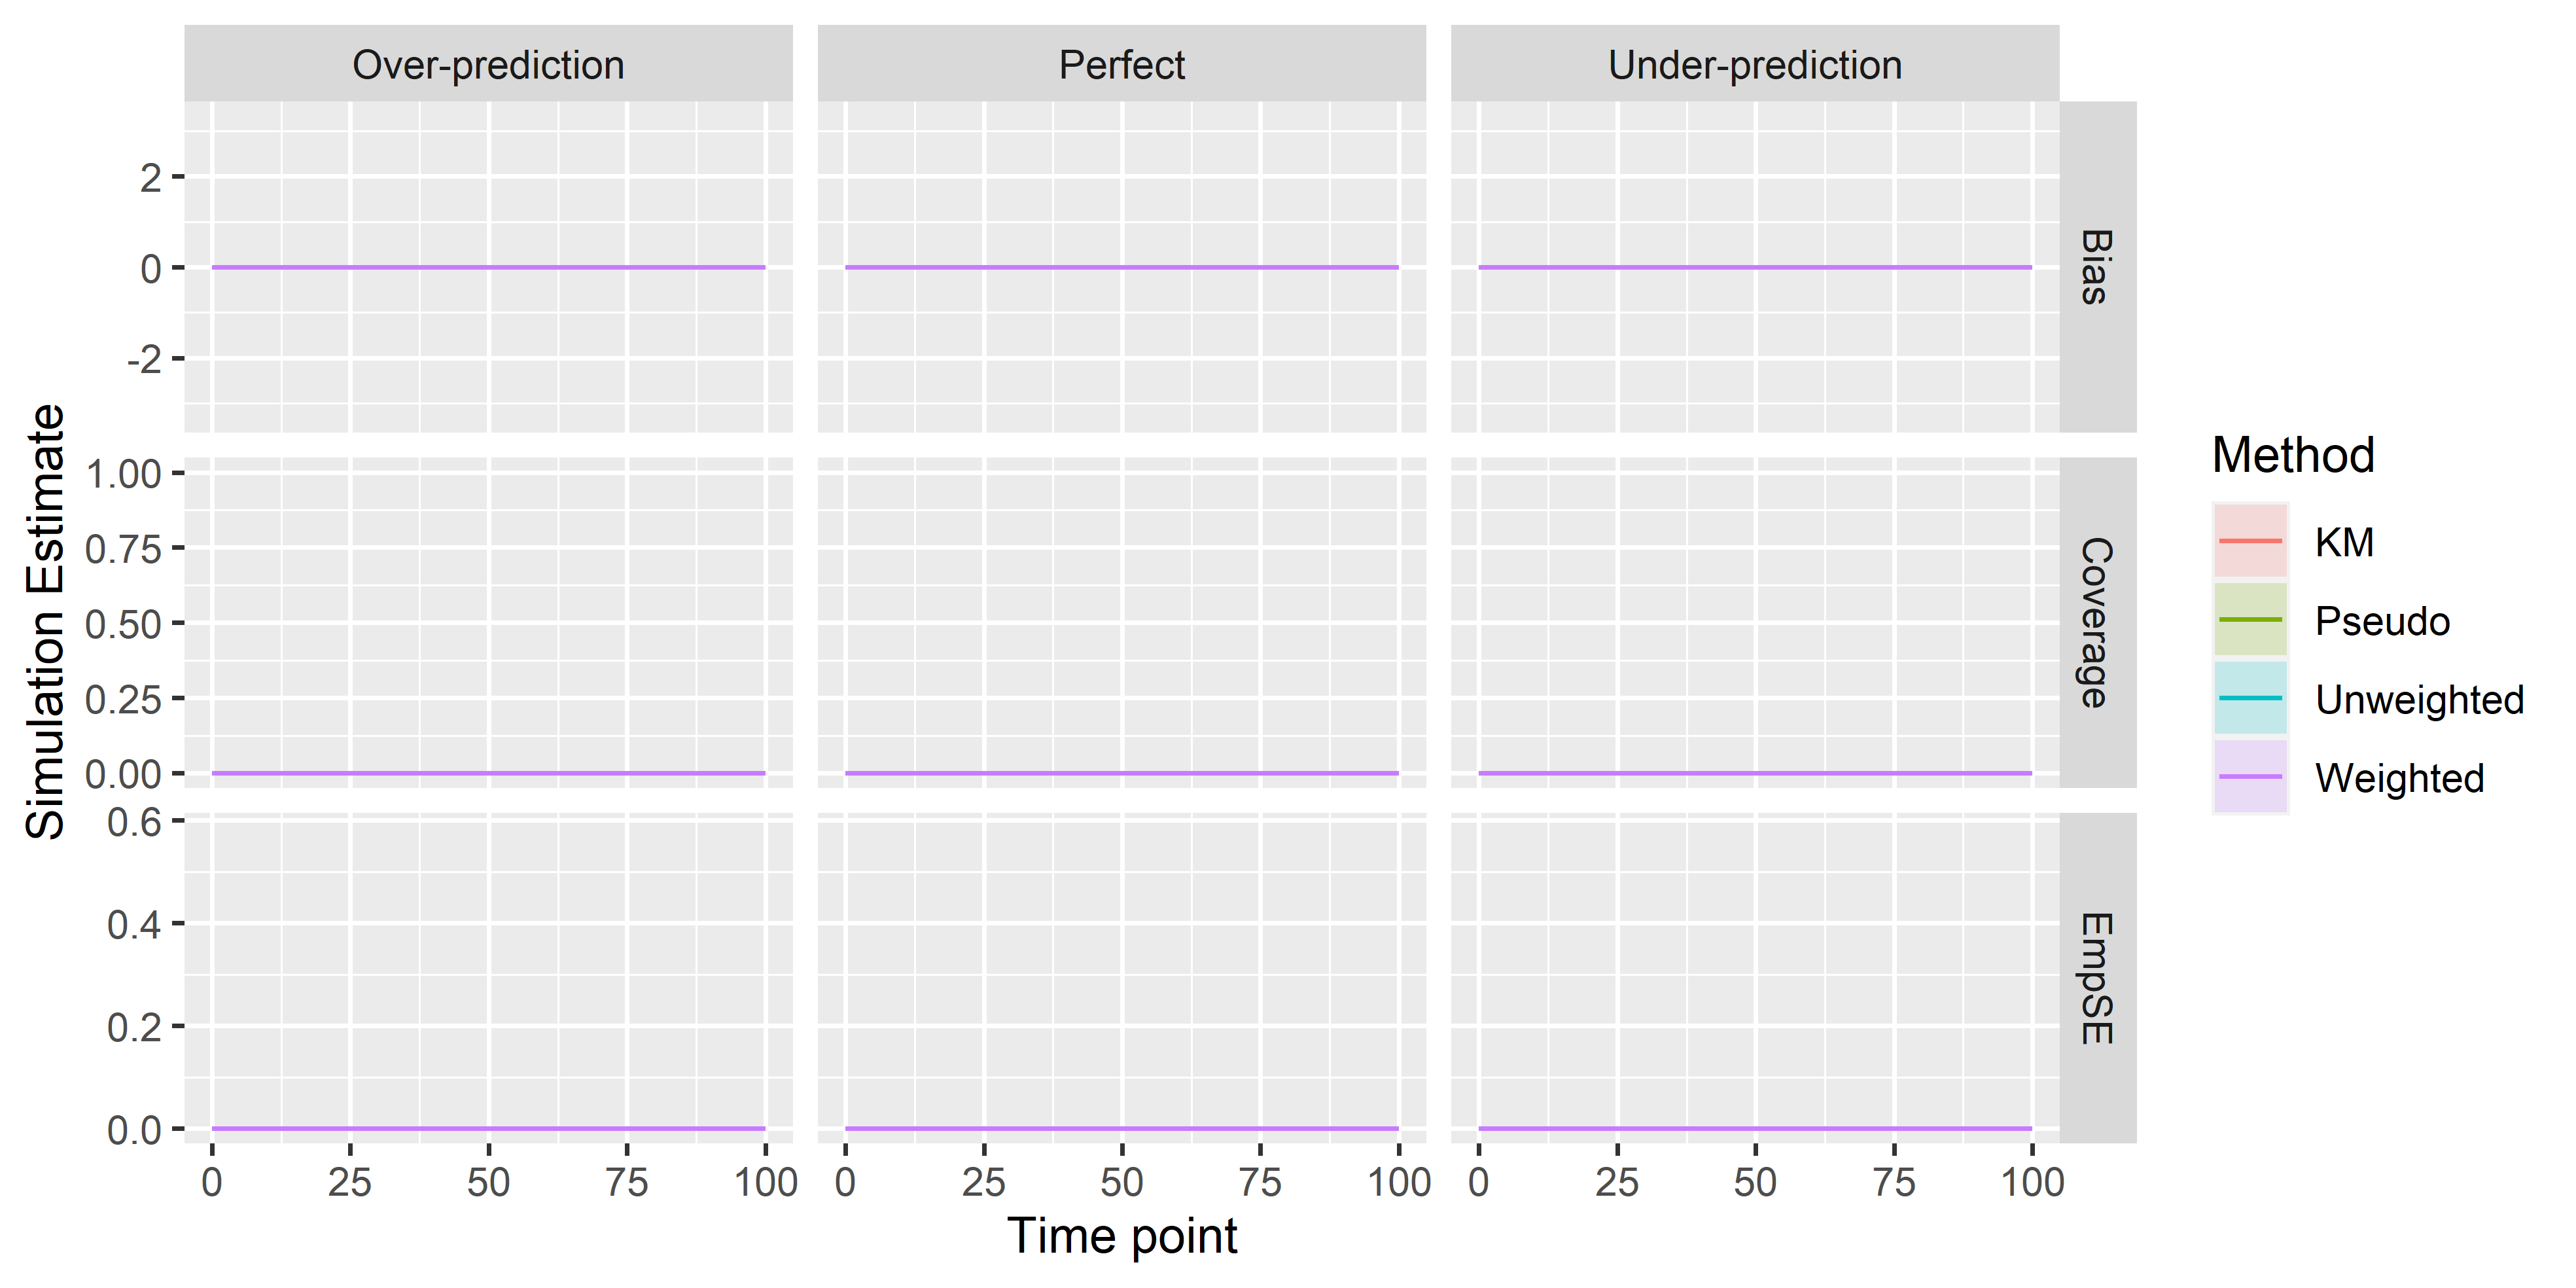 Over-prediction Perfect Under-prediction
2
0
-2
Bias
1.00
0.75
0.50
0.25
0.00
Coverage
0.6
0.4
0.2
0.0
EmpSE
0 25 50 75 100 0 25 50 75 100 0 25 50 75 100
Time point
Simulation Estimate
Method
KM
Pseudo
Unweighted
Weighted